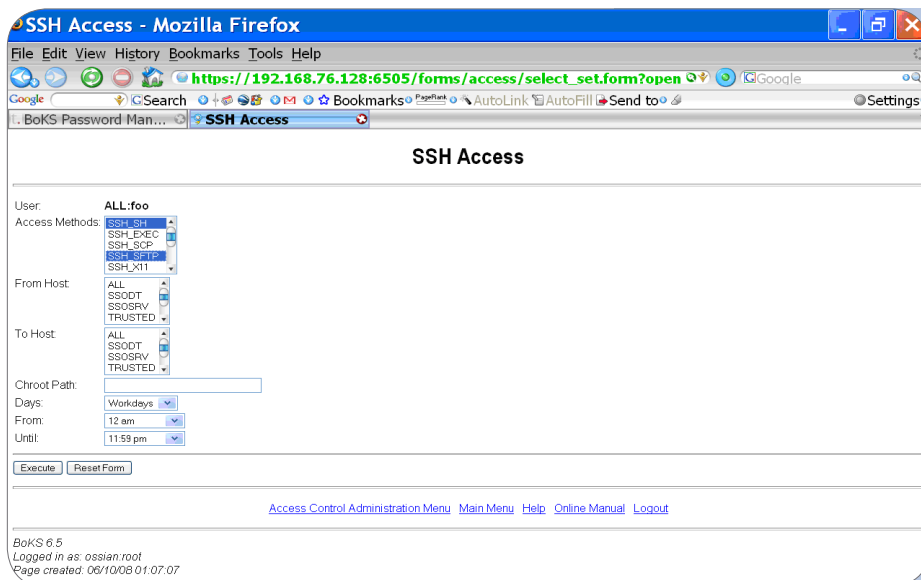 SSH Access - Mozilla Firefox
File Edit View History Bookmarks Tools Help
https://192.168.76.128:6505/forms/access/select_set.form?open
Google
Google
Search
PageRank
Bookmarks
AutoLink
AutoFill
Send to
Settings
BoKS Password Man...
SSH Access
SSH Access
User:
ALL:foo
Access Methods:
SSH_SH
SSH_EXEC
SSH_SCP
SSH_SFTP
SSH_X11
From Host
ALL
SSODT
SSOSRV
TRUSTED
To Host
ALL
SSODT
SSOSRV
TRUSTED
Chroot Path:
Days:
Workdays
From:
12 am
Until:
11:59 pm
Execute
Reset Form
Access Control Administration Menu Main Menu Help Online Manual Logout
BoKS 6.5
Logged in as: ossian:root
Page created: 06/10/08 01:07:07